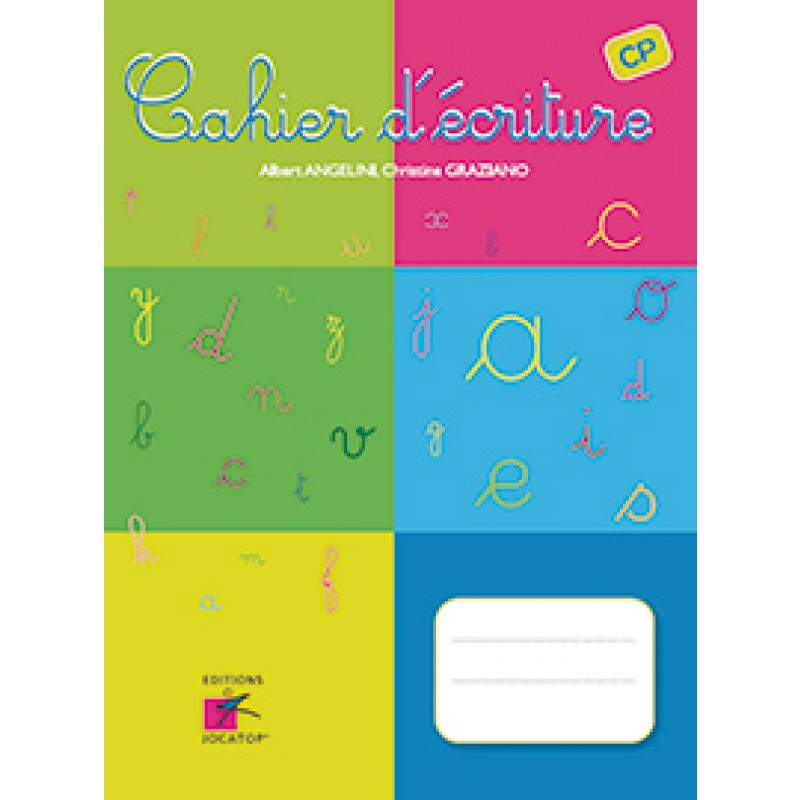 CP
Cahier d'écriture
Albert ANGELINI, Christine GRAZIANO
l i u x c
y d r z j a o
n d
b c t v g e i s
k a m f
EDITIONS
JOCATOP